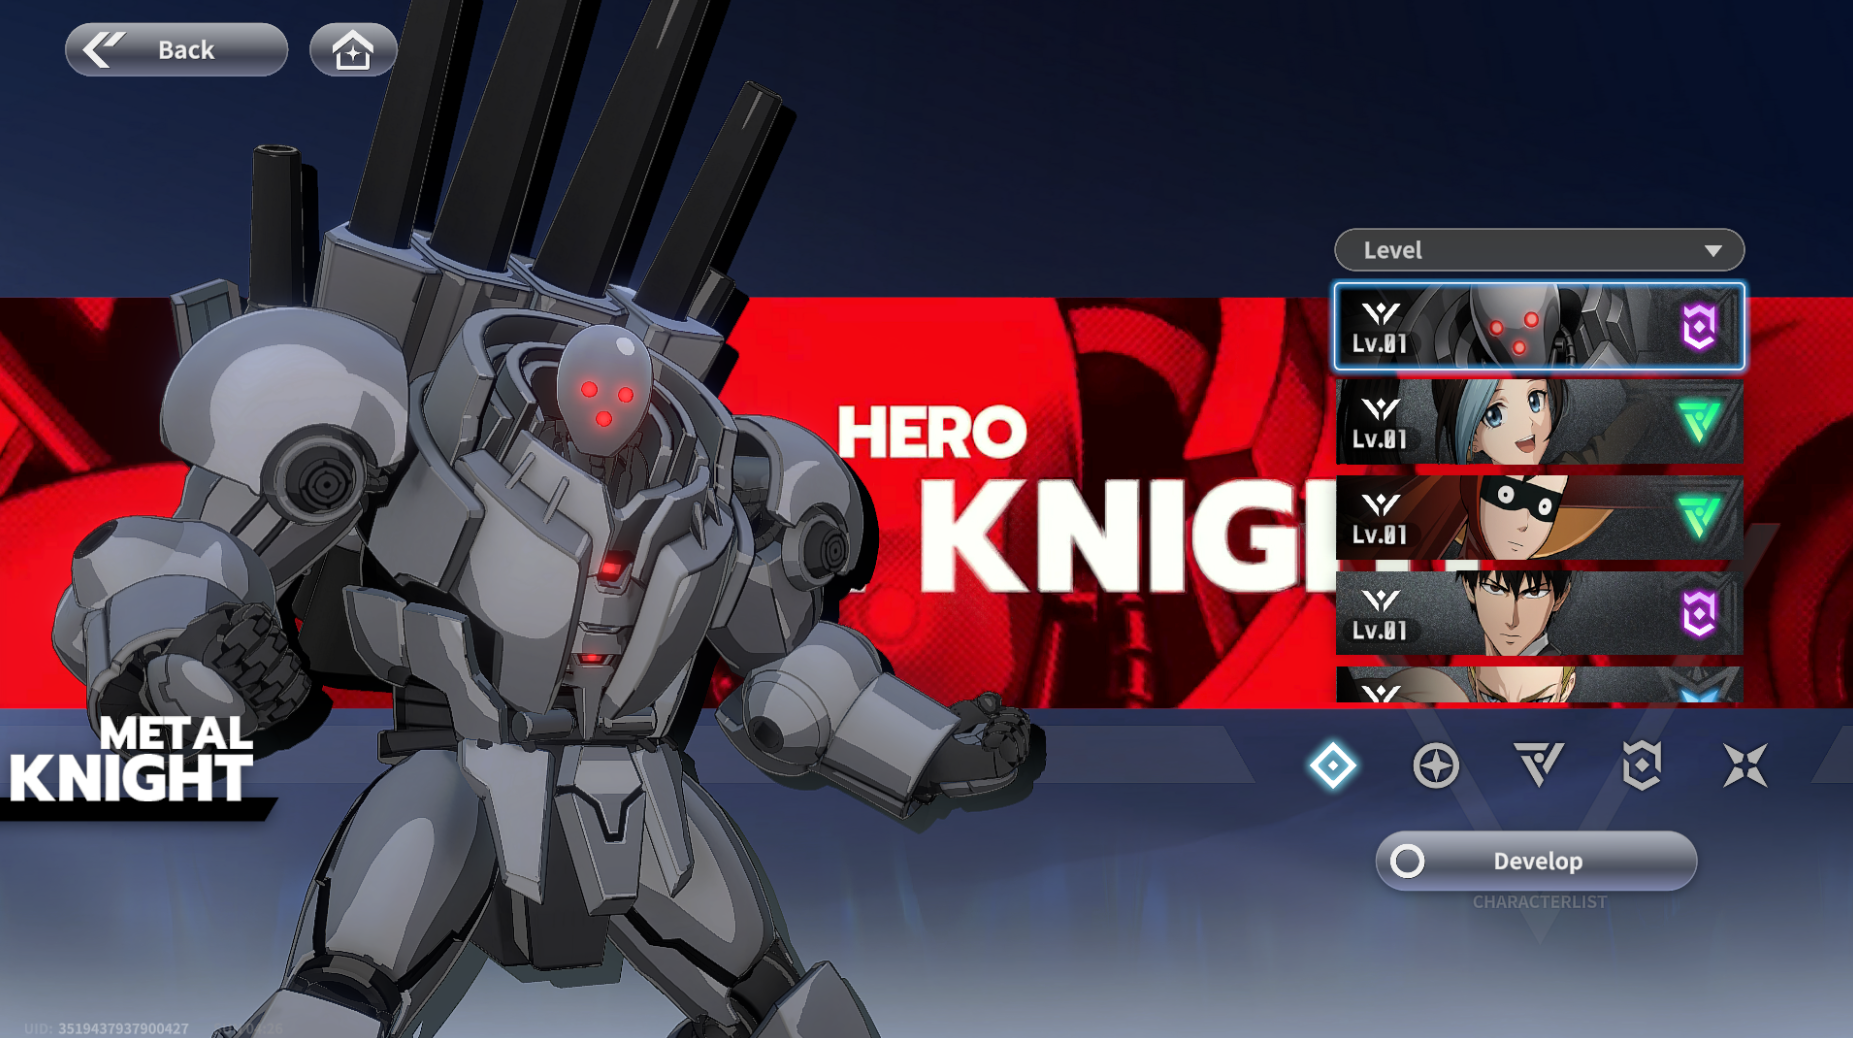 Back
Level
Lv.01
HERO
Lv.01
KNIG
Lv.01
Lv.01
METAL
KNIGHT
Develop
CHARACTERLIST
UID: 3519437937900427